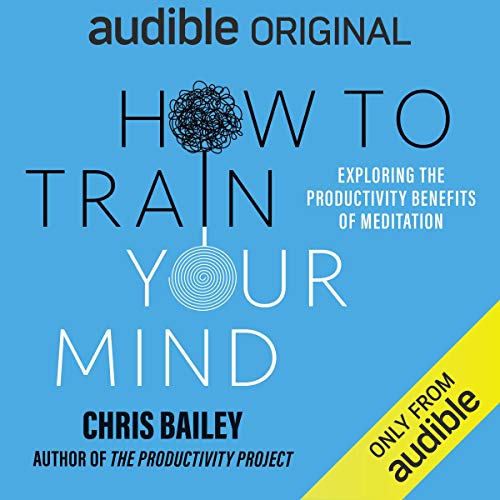 audible ORIGINAL
HOW TO
TRAIN
YOUR
MIND
EXPLORING THE
PRODUCTIVITY BENEFITS
OF MEDITATION
CHRIS BAILEY
AUTHOR OF THE PRODUCTIVITY PROJECT
ONLY FROM
audible